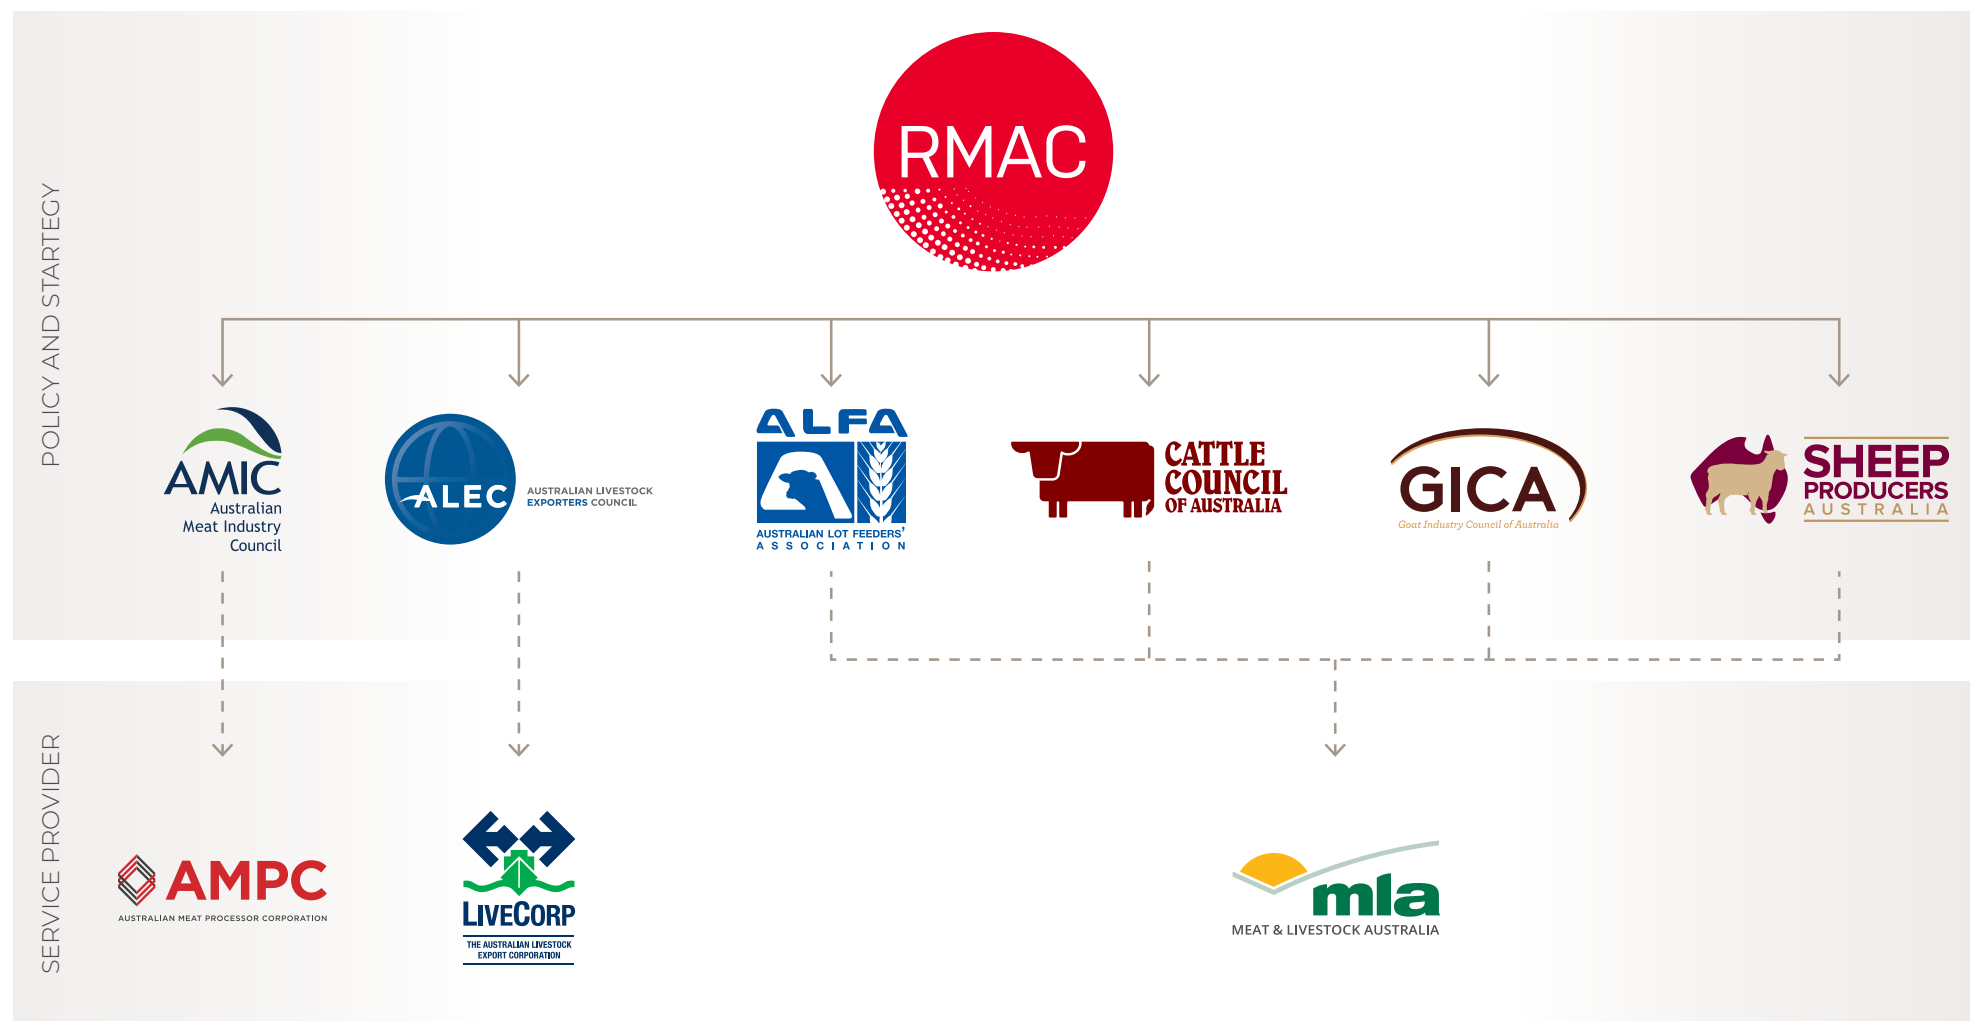 RMAC
POLICY AND STARTEGY
AMIC
Australian
Meat Industry
Council
ALEC
AUSTRALIAN LIVESTOCK
EXPORTERS COUNCIL
ALFA
AUSTRALIAN LOT FEEDERS'
ASSOCIATION
CATTLE
COUNCIL
OF AUSTRALIA
GICA
Goat Industry Council of Australia
SHEEP
PRODUCERS
AUSTRALIA
SERVICE PROVIDER
AMPC
AUSTRALIAN MEAT PROCESSOR CORPORATION
LIVECORP
THE AUSTRALIAN LIVESTOCK
EXPORT CORPORATION
mla
MEAT & LIVESTOCK AUSTRALIA